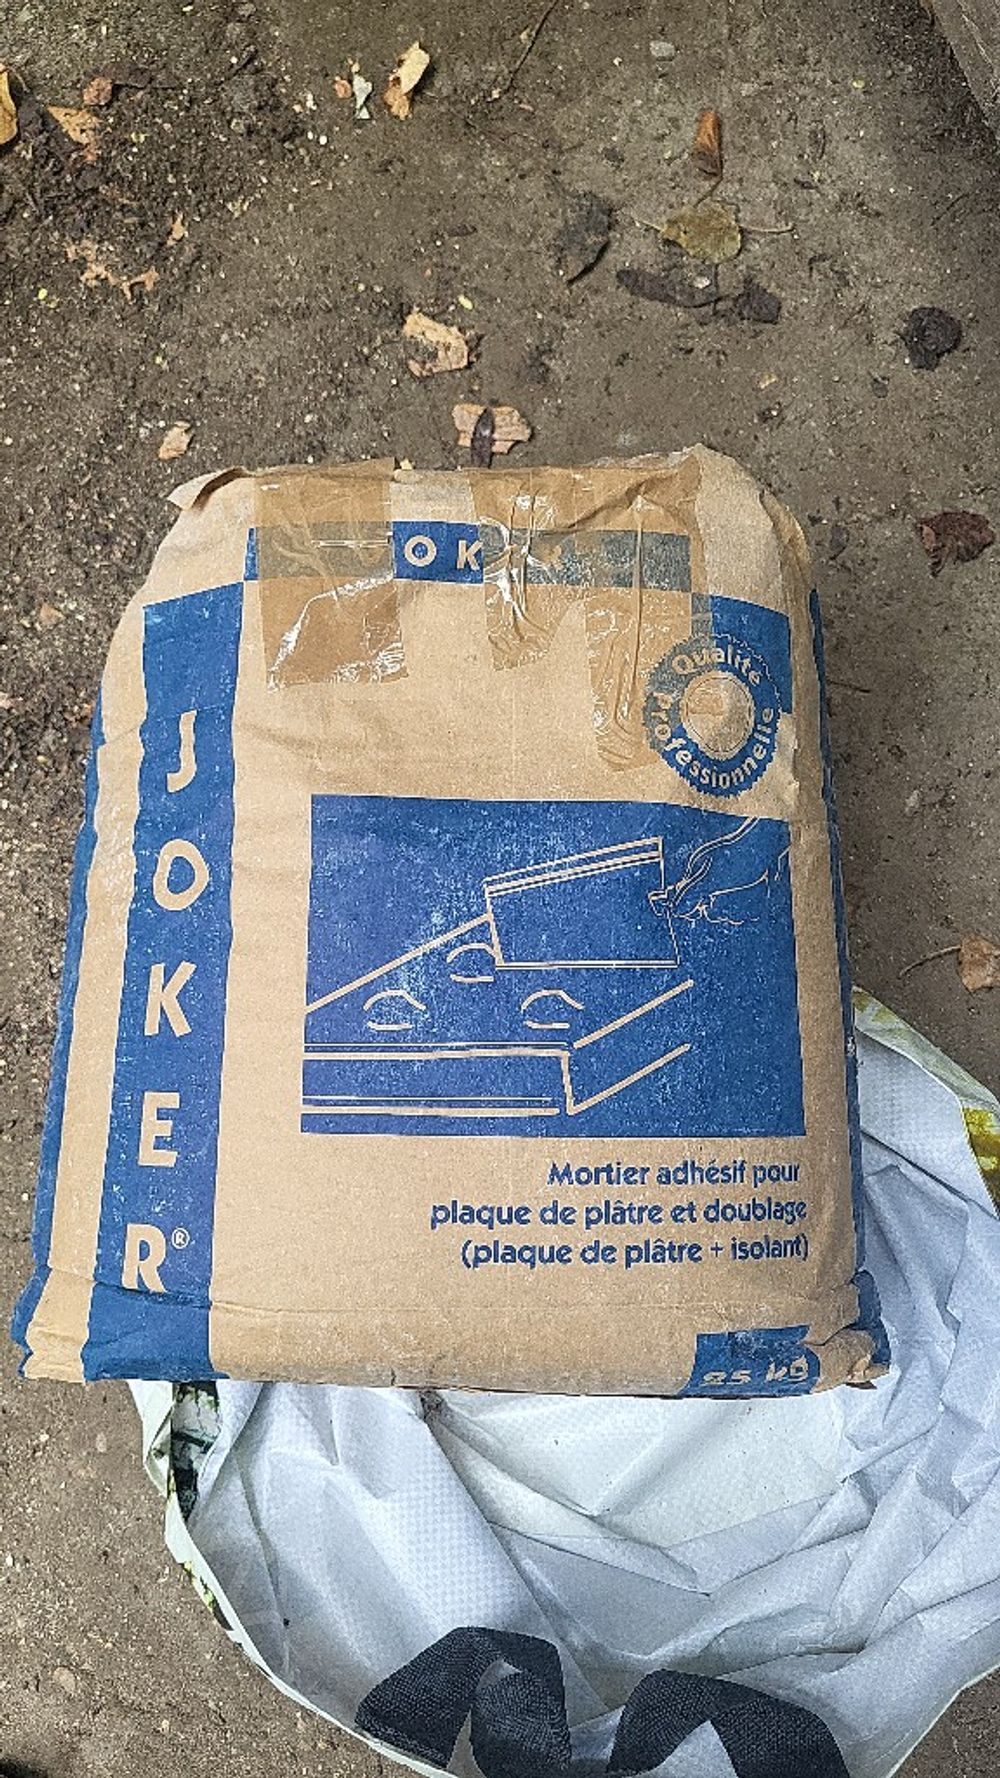 OK
JOKER®
Qualité
Professionnelle
Mortier adhésif pour
plaque de plâtre et doublage
(plaque de plâtre + isolant)
25 kg